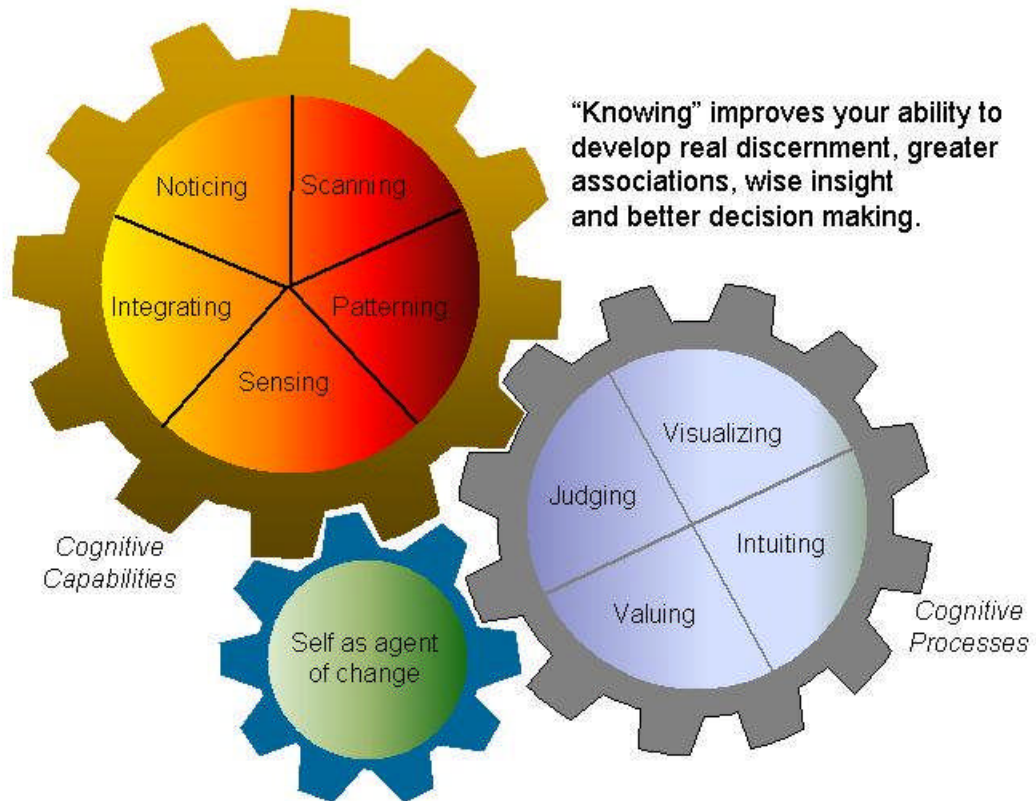 “Knowing” improves your ability to
develop real discernment, greater
associations, wise insight
and better decision making.
Noticing
Scanning
Integrating
Patterning
Sensing
Cognitive
Capabilities
Visualizing
Judging
Intuiting
Valuing
Cognitive
Processes
Self as agent
of change